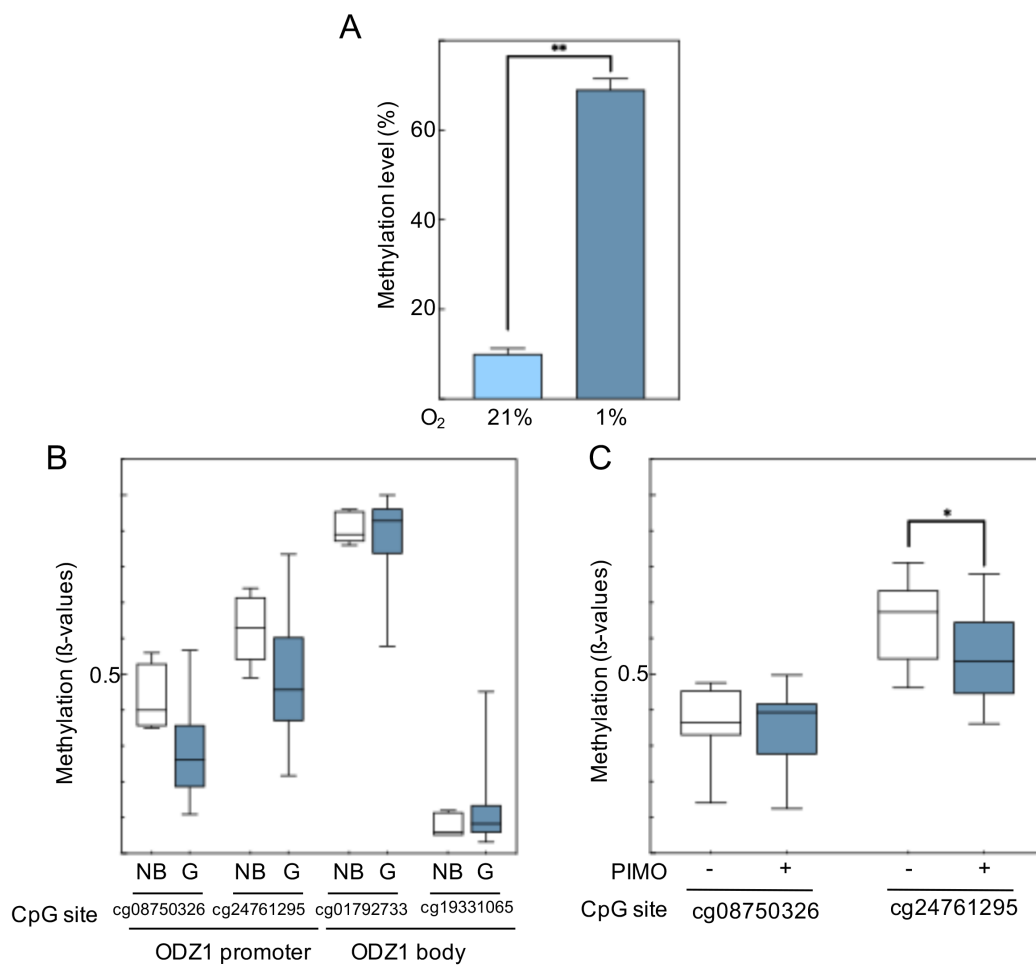 A
**
Methylation level (%)
60
40
20
O2 21% 1%
B
Methylation (ß-values)
0.5
NB G NB G NB G NB G
CpG site cg08750326 cg24761295 cg01792733 cg19331065
ODZ1 promoter ODZ1 body
C
*
Methylation (ß-values)
0.5
PIMO - + - +
CpG site cg08750326 cg24761295